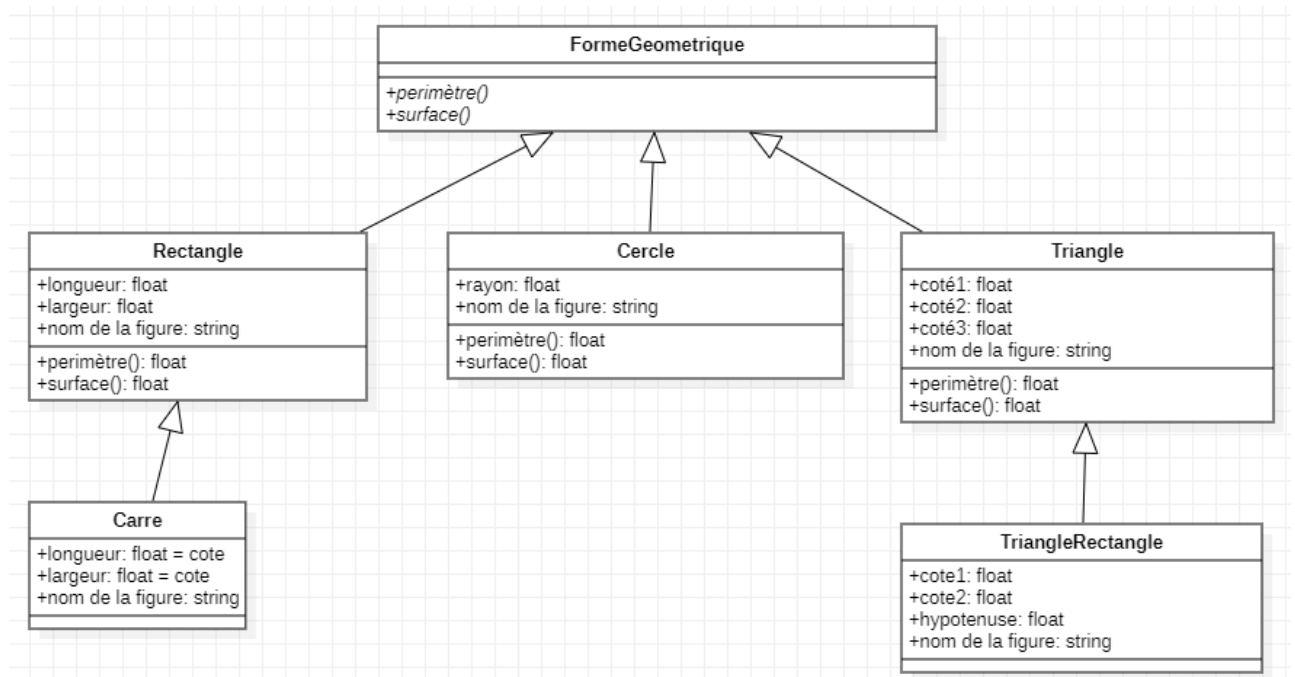 FormeGeometrique
+perimètre()
+surface()
Rectangle
+longueur: float
+largeur: float
+nom de la figure: string
+perimètre(): float
+surface(): float
Cercle
+rayon: float
+nom de la figure: string
+perimètre(): float
+surface(): float
Triangle
+coté1: float
+coté2: float
+coté3: float
+nom de la figure: string
+perimètre(): float
+surface(): float
Carre
+longueur: float = cote
+largeur: float = cote
+nom de la figure: string
TriangleRectangle
+cote1: float
+cote2: float
+hypotenuse: float
+nom de la figure: string